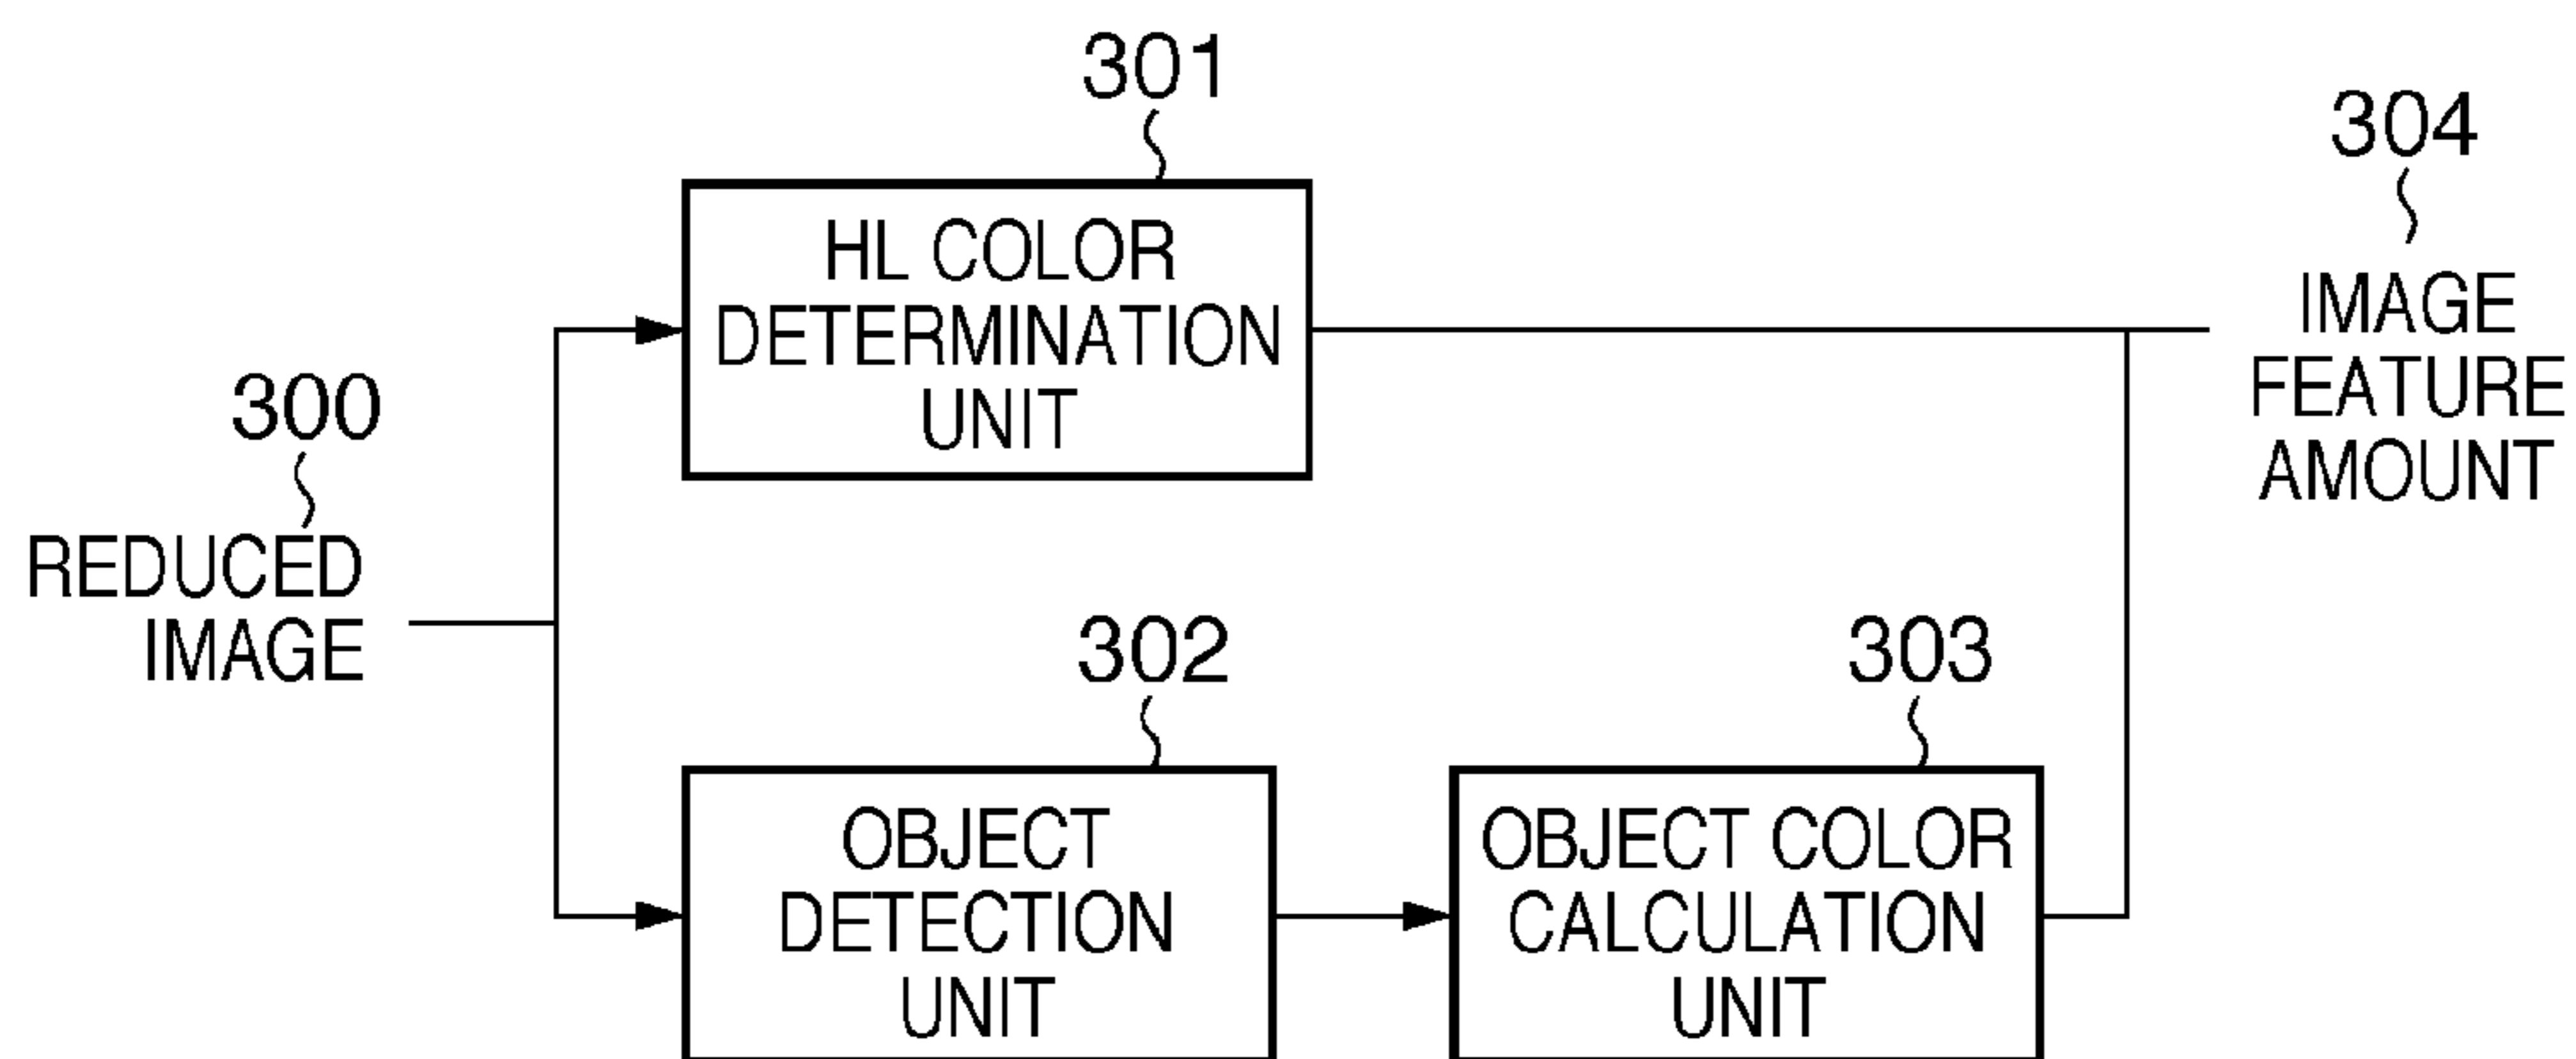 301
HL COLOR
DETERMINATION
UNIT
304
IMAGE
FEATURE
AMOUNT
300
REDUCED
IMAGE
302
OBJECT
DETECTION
UNIT
303
OBJECT COLOR
CALCULATION
UNIT